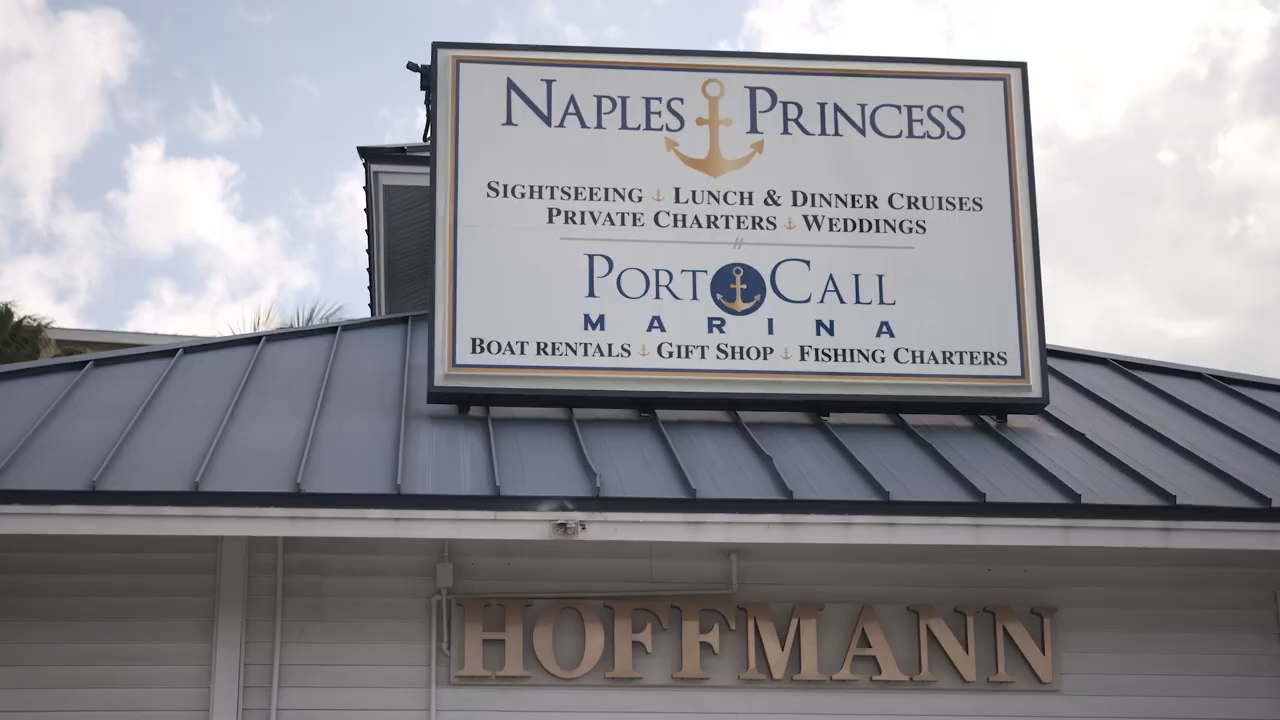 NAPLES PRINCESS
SIGHTSEEING LUNCH & DINNER CRUISES
PRIVATE CHARTERS WEDDINGS
PORT CALL
MARINA
BOAT RENTALS GIFT SHOP FISHING CHARTERS
HOFFMANN